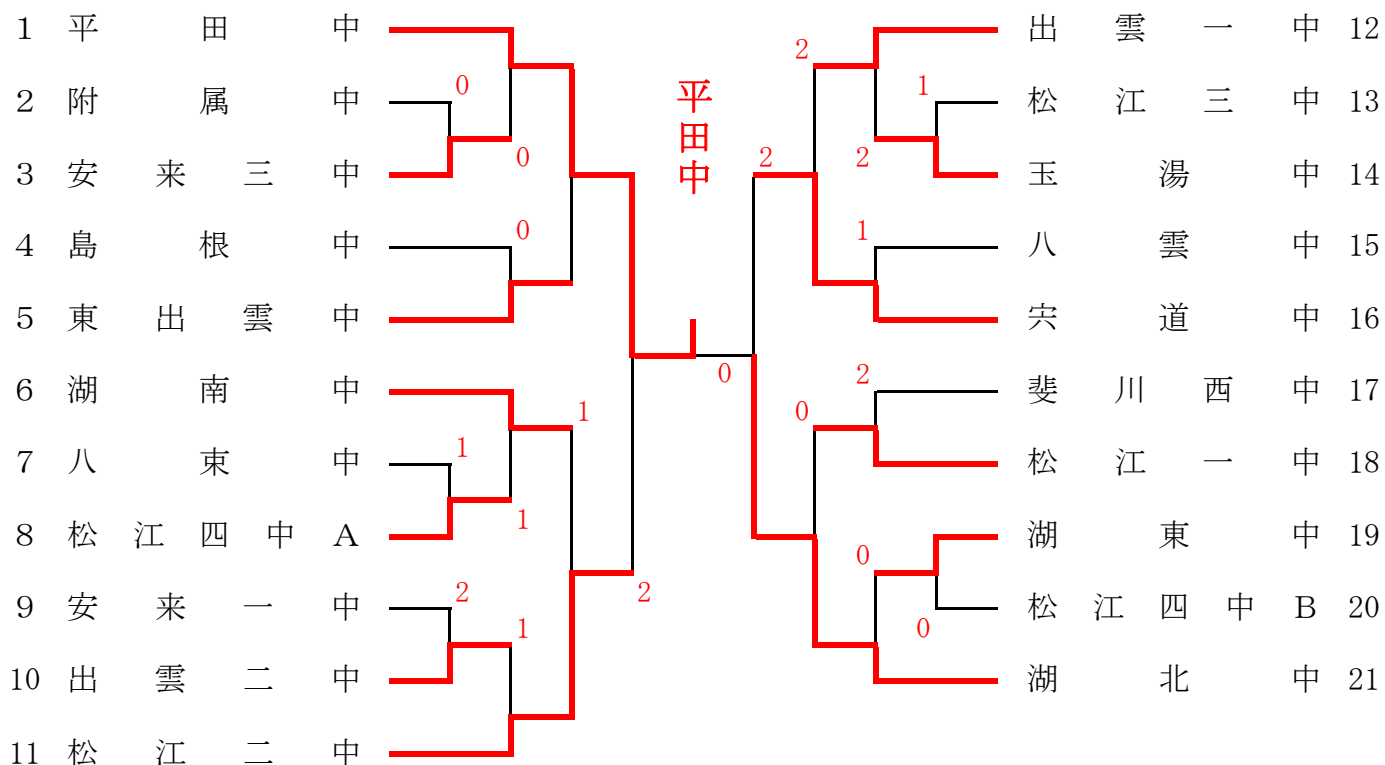 1 平田中
2 附属中
3 安来三中
4 島根中
5 東出雲中
6 湖南中
7 八束中
8 松江四中A
9 安来一中
10 出雲二中
11 松江二中
0
0
0
1
1
1
2
1
2
平田中
0
2
2
1
2
1
2
0
0
0
出雲一中 12
松江三中 13
玉湯中 14
八雲中 15
宍道中 16
斐川西中 17
松江一中 18
湖東中 19
松江四中B 20
湖北中 21